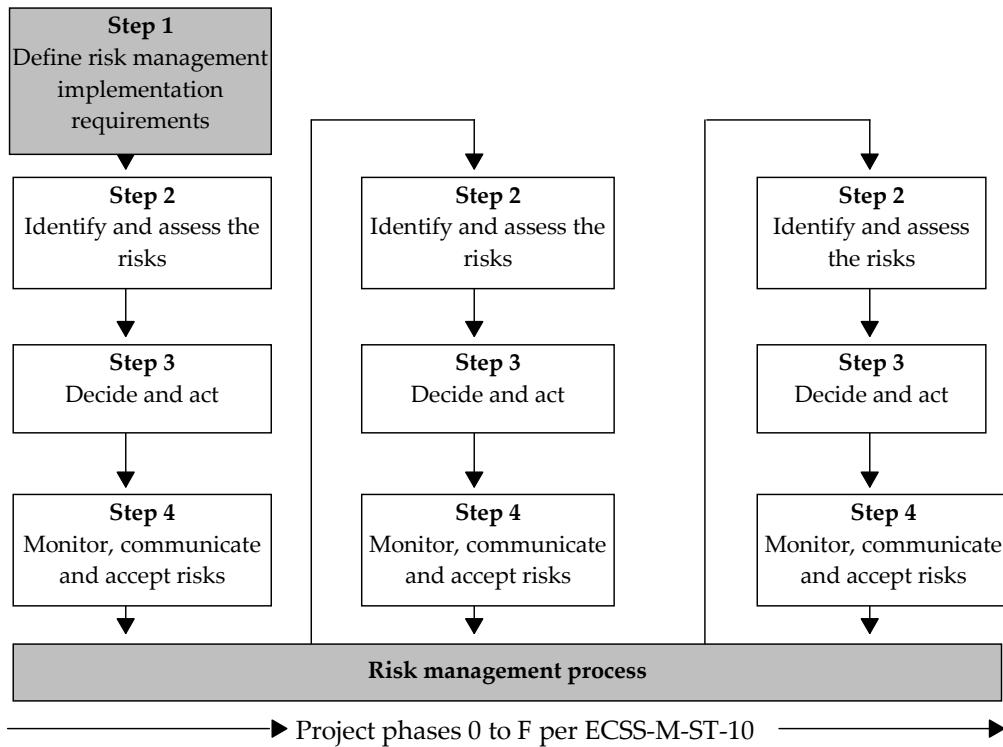 Step 1
Define risk management
implementation
requirements
Step 2
Identify and assess the
risks
Step 3
Decide and act
Step 4
Monitor, communicate
and accept risks
Step 2
Identify and assess the
risks
Step 3
Decide and act
Step 4
Monitor, communicate
and accept risks
Step 2
Identify and assess
the risks
Step 3
Decide and act
Step 4
Monitor, communicate
and accept risks
Risk management process
Project phases 0 to F per ECSS-M-ST-10